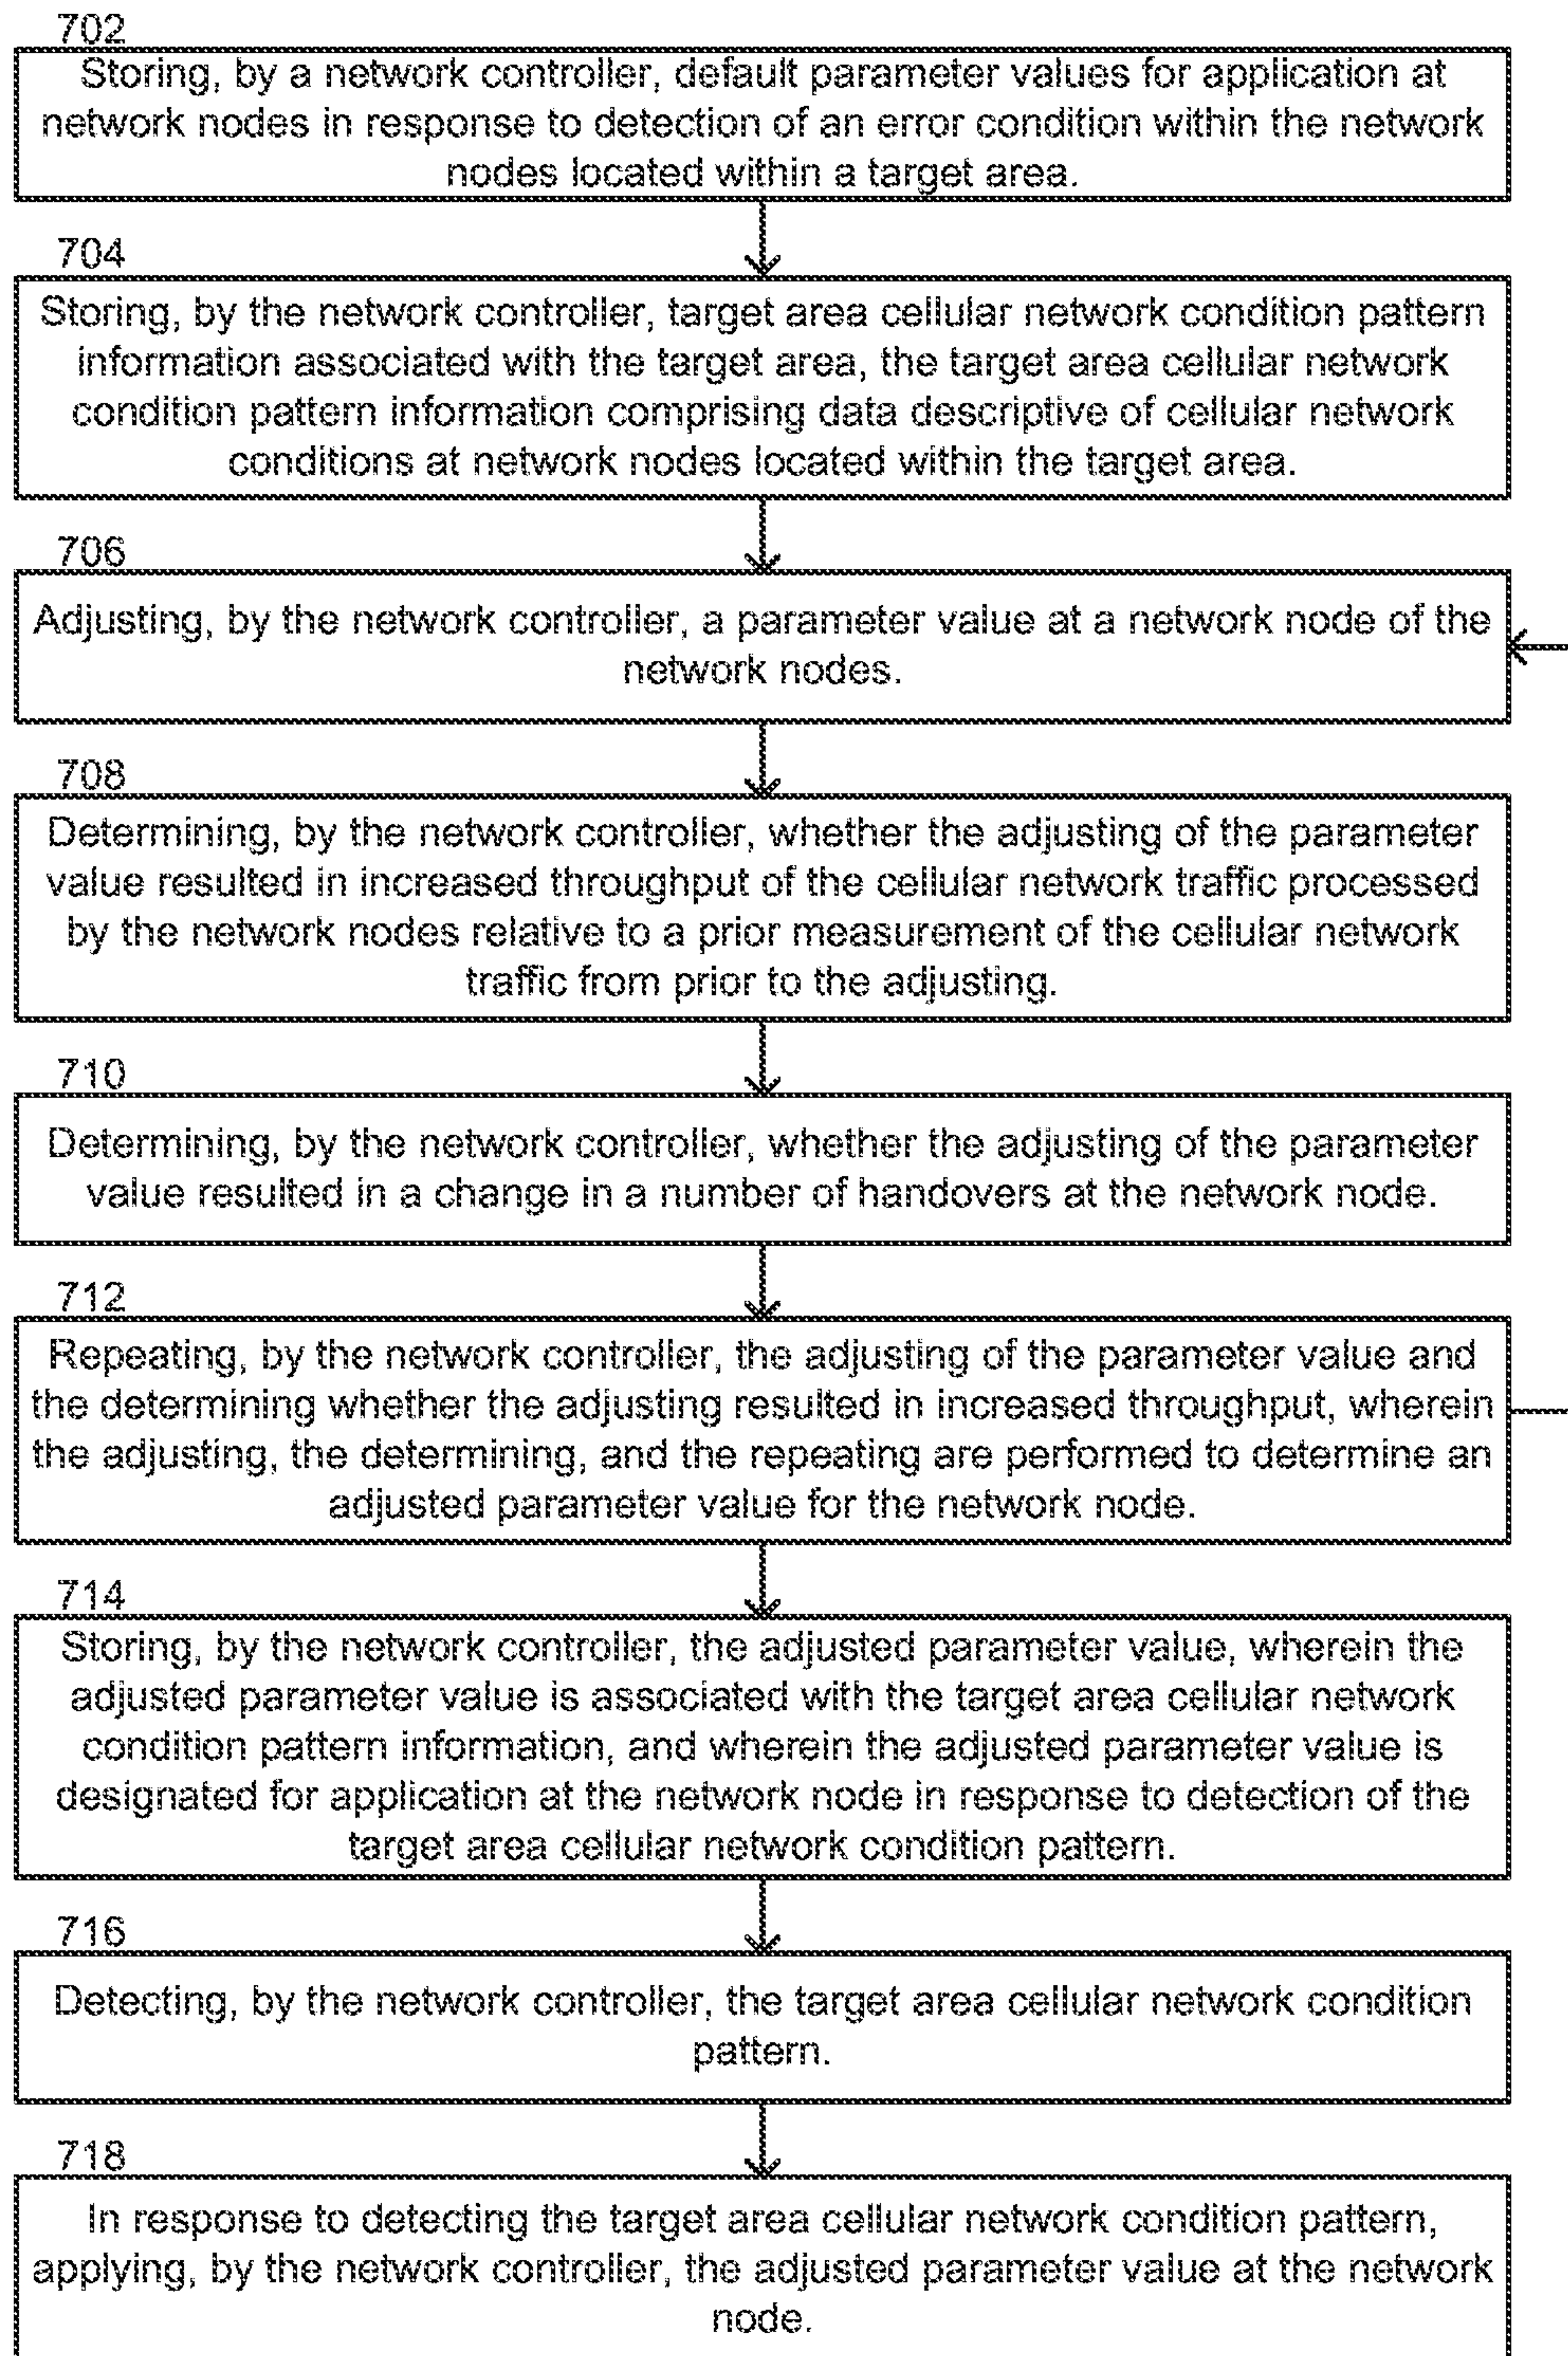 702
Storing, by a network controller, default parameter values for application at
network nodes in response to detection of an error condition within the network
nodes located within a target area.
704
Storing, by the network controller, target area cellular network condition pattern
information associated with the target area, the target area cellular network
condition pattern information comprising data descriptive of cellular network
conditions at network nodes located within the target area.
706
Adjusting, by the network controller, a parameter value at a network node of the
network nodes.
708
Determining, by the network controller, whether the adjusting of the parameter
value resulted in increased throughput of the cellular network traffic processed
by the network nodes relative to a prior measurement of the cellular network
traffic from prior to the adjusting.
710
Determining, by the network controller, whether the adjusting of the parameter
value resulted in a change in a number of handovers at the network node.
712
Repeating, by the network controller, the adjusting of the parameter value and
the determining whether the adjusting resulted in increased throughput, wherein
the adjusting, the determining, and the repeating are performed to determine an
adjusted parameter value for the network node.
714
Storing, by the network controller, the adjusted parameter value, wherein the
adjusted parameter value is associated with the target area cellular network
condition pattern information, and wherein the adjusted parameter value is
designated for application at the network node in response to detection of the
target area cellular network condition pattern.
716
Detecting, by the network controller, the target area cellular network condition
pattern.
718
In response to detecting the target area cellular network condition pattern,
applying, by the network controller, the adjusted parameter value at the network
node.